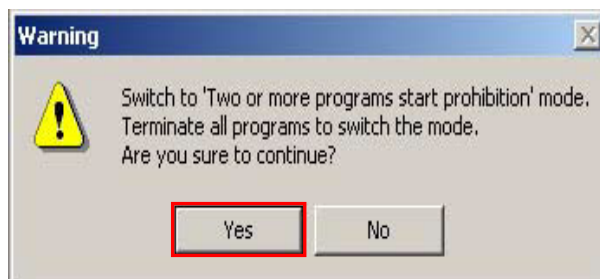 Warning
Switch to 'Two or more programs start prohibition' mode.
Terminate all programs to switch the mode.
Are you sure to continue?
Yes
No